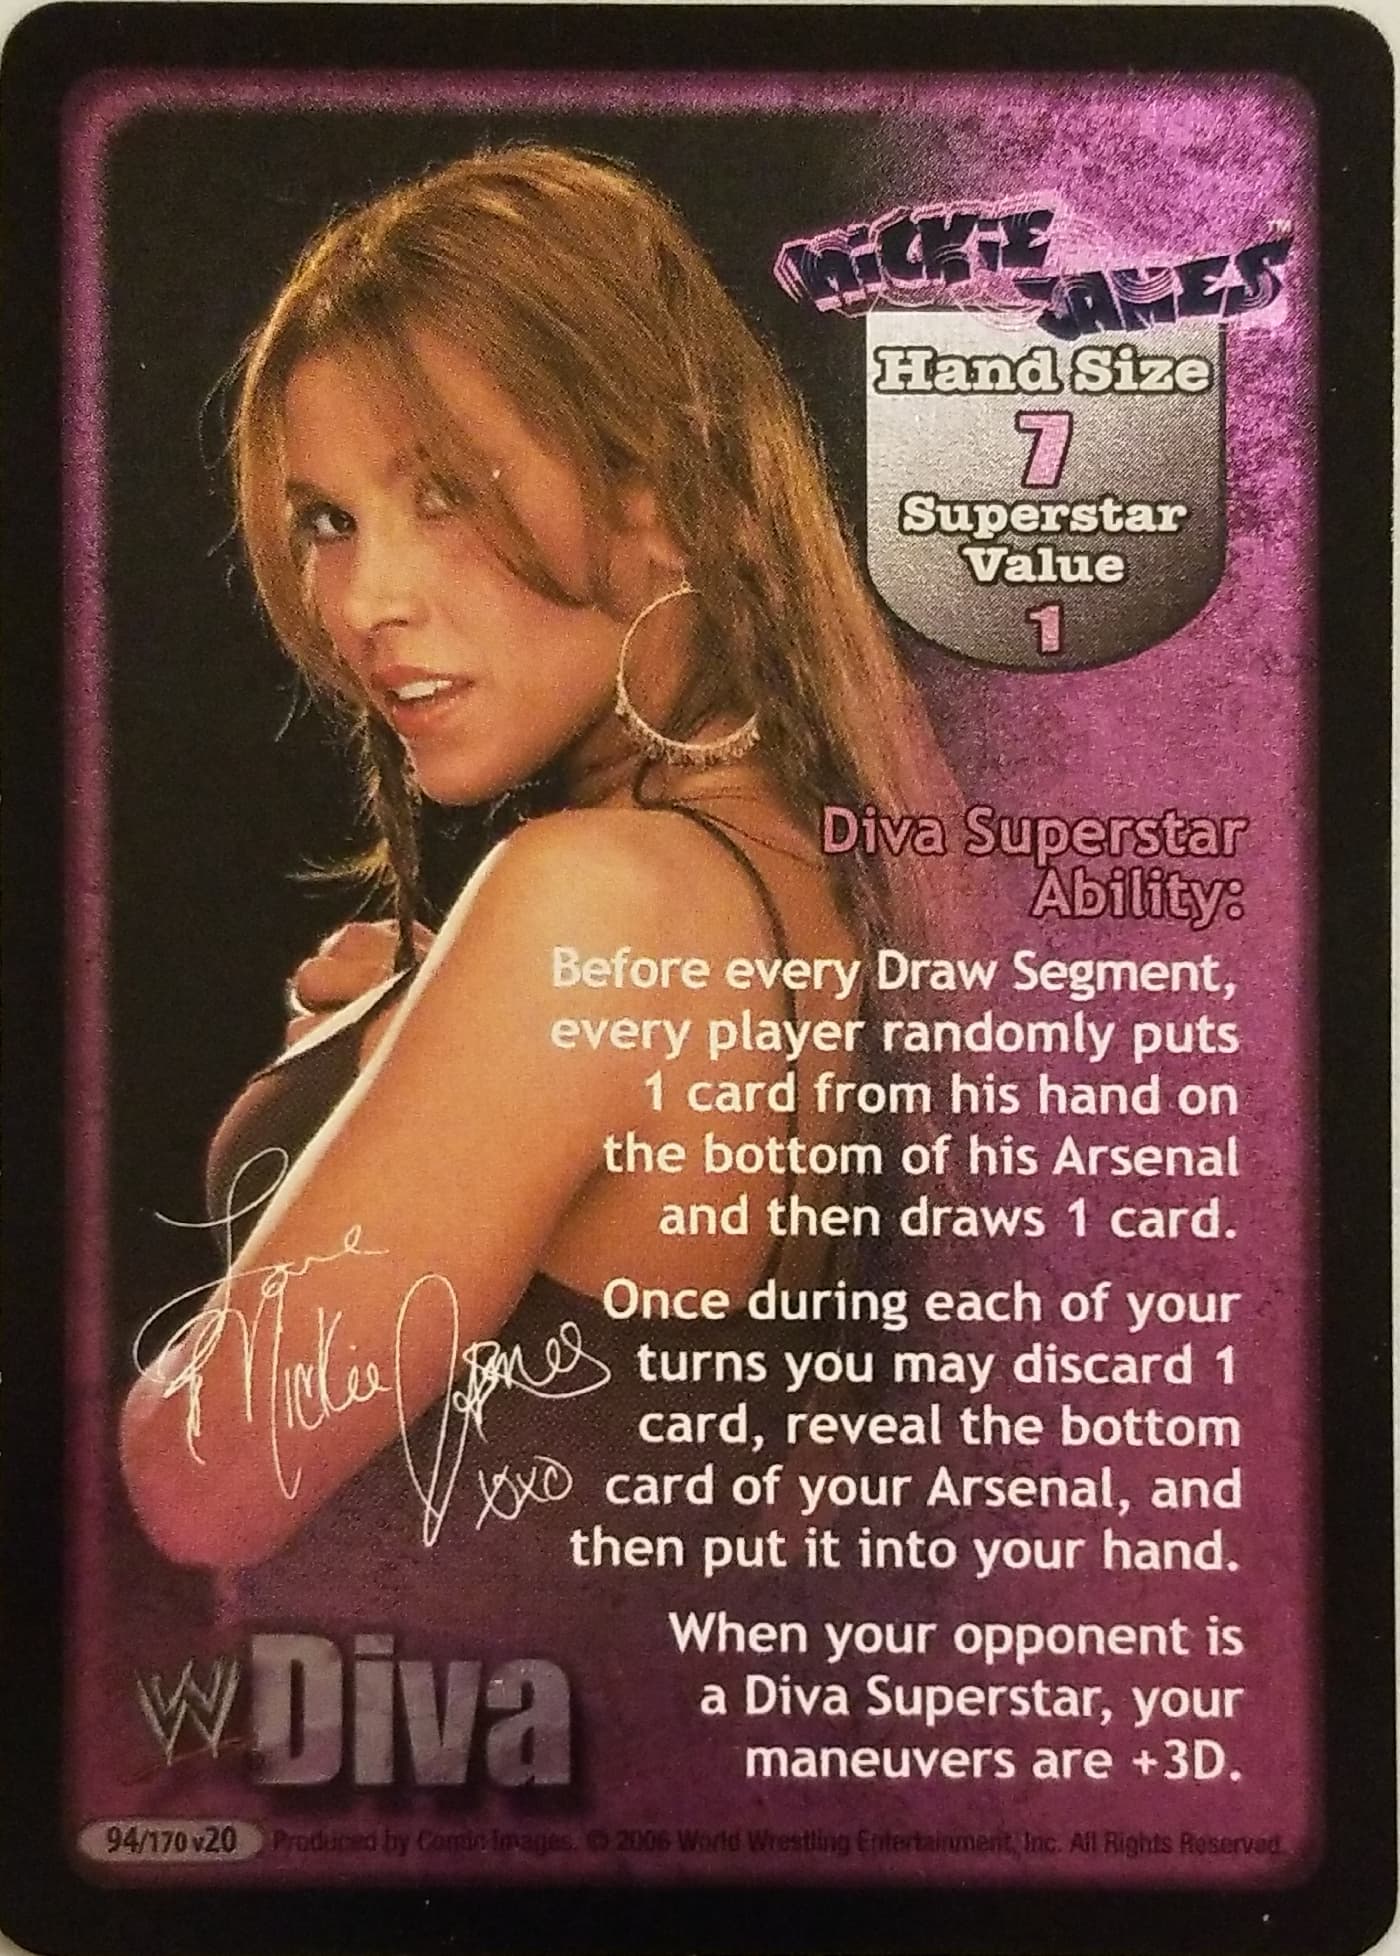 MICKIE
JAMES™
Hand Size
7
Superstar
Value
1
Diva Superstar
Ability:
Before every Draw Segment,
every player randomly puts
1 card from his hand on
the bottom of his Arsenal
and then draws 1 card.
Once during each of your
turns you may discard 1
card, reveal the bottom
card of your Arsenal, and
then put it into your hand.
When your opponent is
a Diva Superstar, your
maneuvers are +3D.
Love
Mickie James
xxo
W Diva
94/170 v20 Produced by Comic Images. © 2006 World Wrestling Entertainment, Inc. All Rights Reserved.